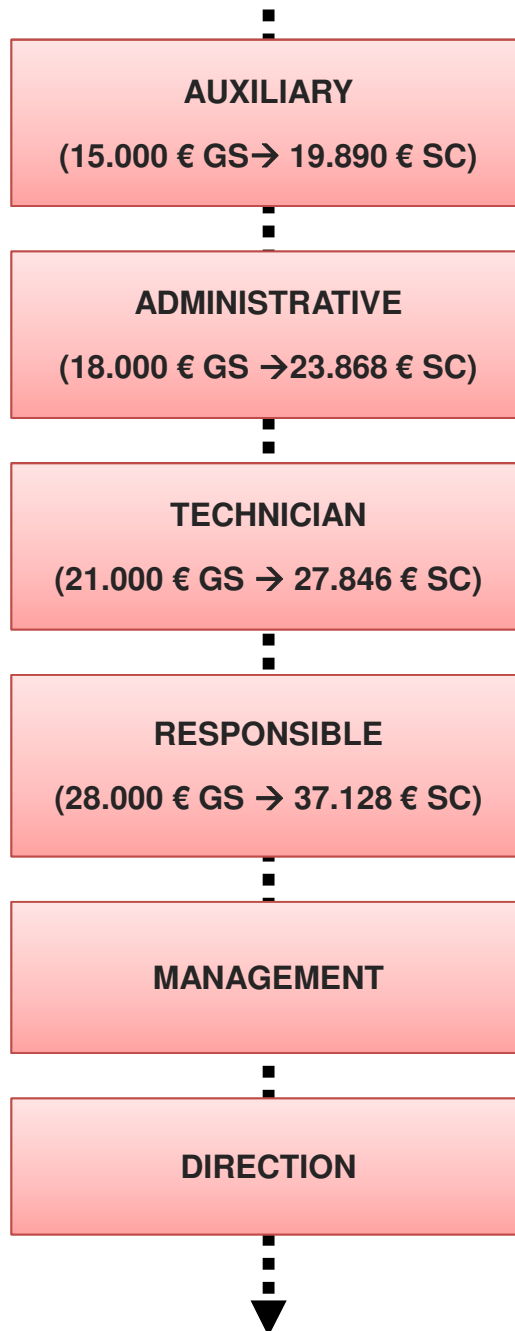 AUXILIARY
(15.000 € GS→ 19.890 € SC)
ADMINISTRATIVE
(18.000 € GS →23.868 € SC)
TECHNICIAN
(21.000 € GS → 27.846 € SC)
RESPONSIBLE
(28.000 € GS → 37.128 € SC)
MANAGEMENT
DIRECTION